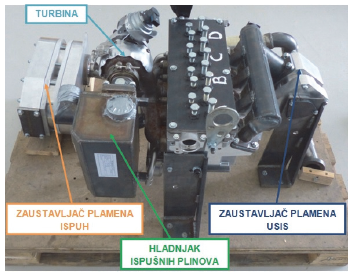 TURBINA
B C D
ZAUSTAVLJAČ PLAMENA
ISPUH
ZAUSTAVLJAČ PLAMENA
USIS
HLADNJAK
ISPUŠNIH PLINOVA